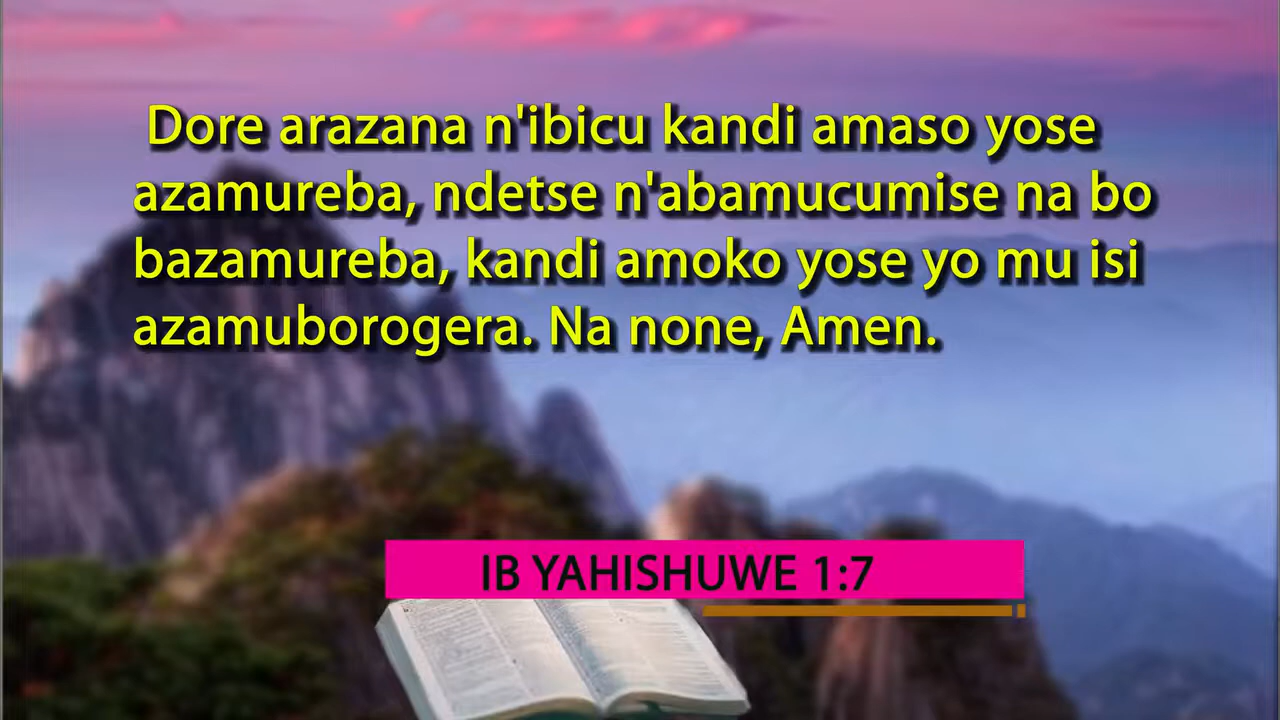 Dore arazana n'ibicu kandi amaso yose
azamureba, ndetse n'abamucumise na bo
bazamureba, kandi amoko yose yo mu isi
azamuborogera. Na none, Amen.
IB YAHISHUWE 1:7